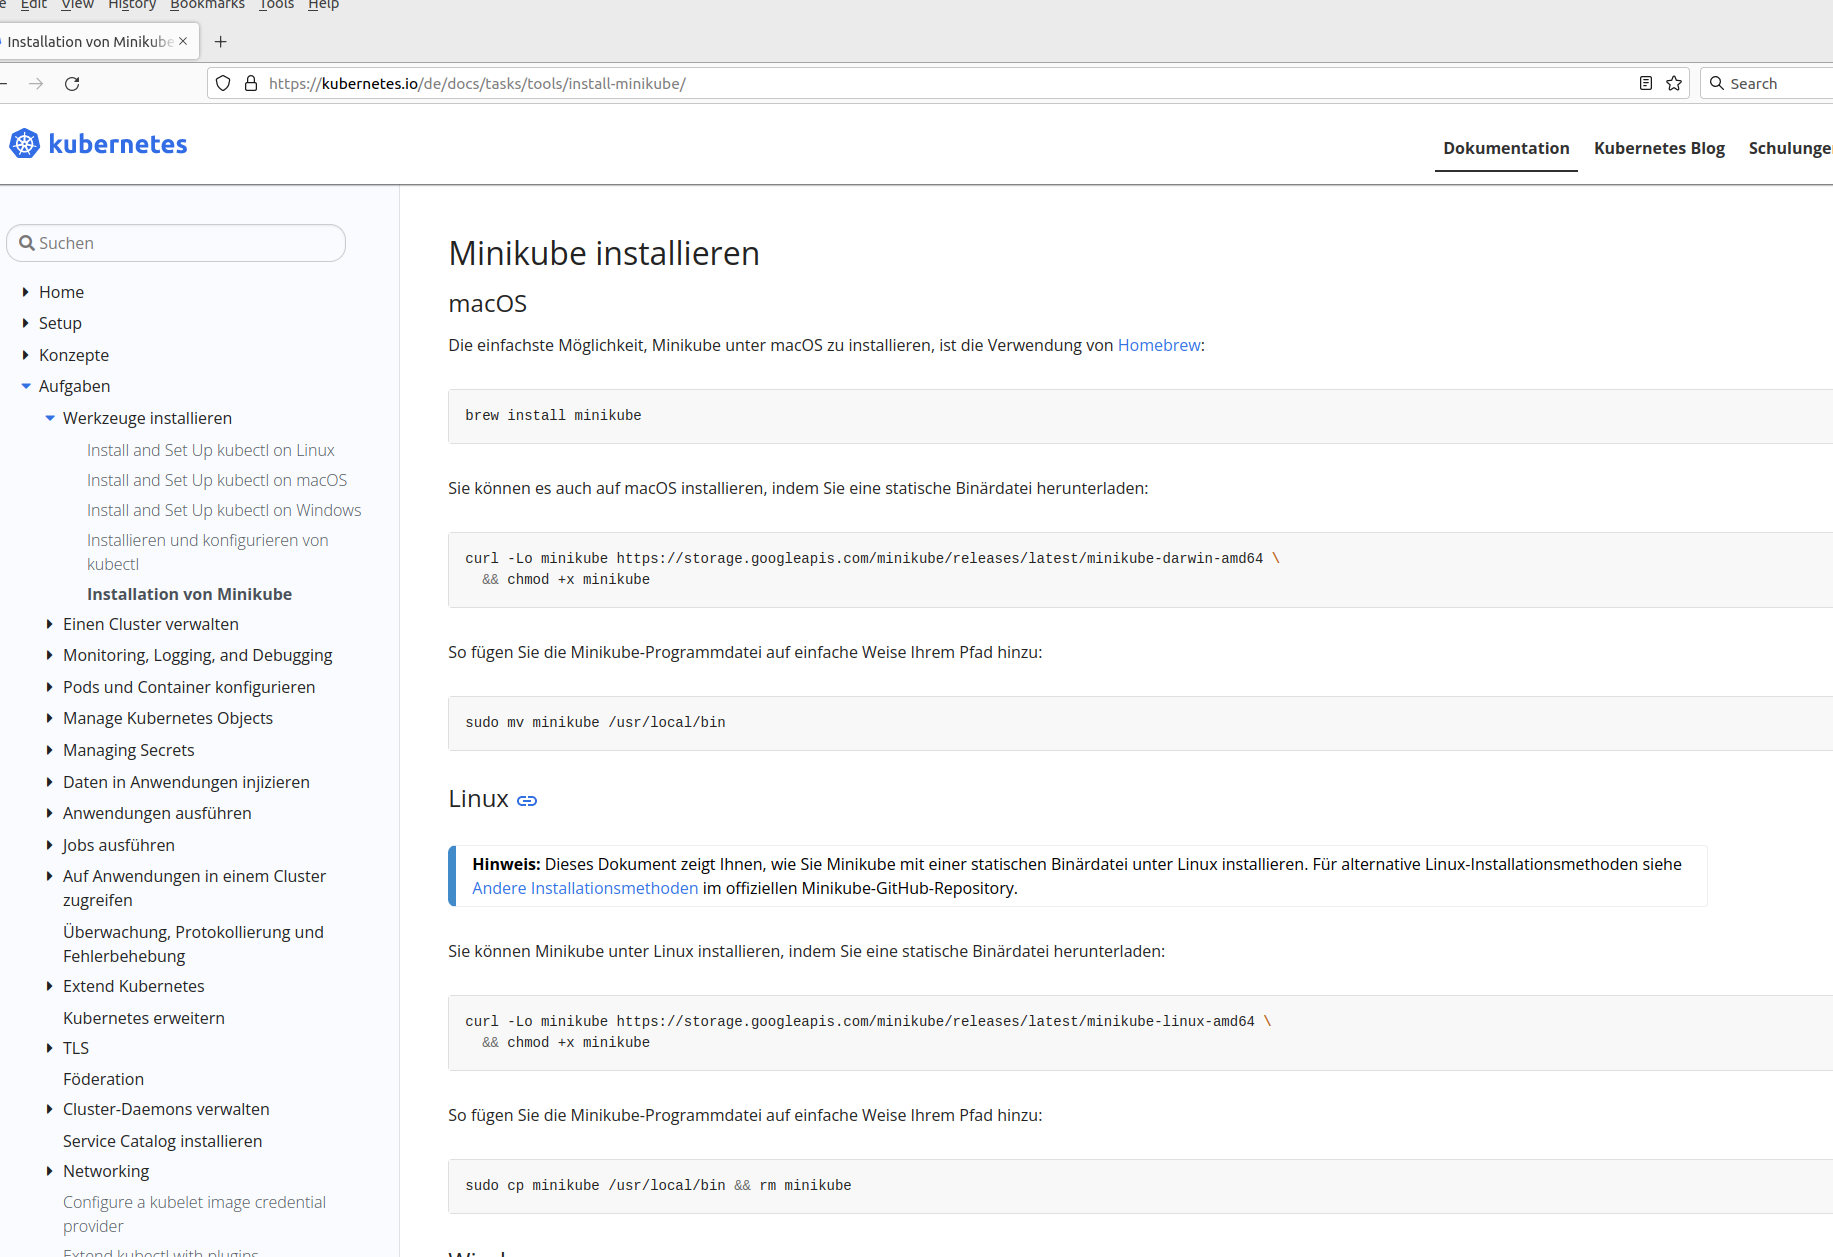 Edit View History Bookmarks Tools Help
Installation von Minikube
https://kubernetes.io/de/docs/tasks/tools/install-minikube/
Search
kubernetes
Dokumentation
Kubernetes Blog
Suchen
Home
Setup
Konzepte
Aufgaben
Werkzeuge installieren
Install and Set Up kubectl on Linux
Install and Set Up kubectl on macOS
Install and Set Up kubectl on Windows
Installieren und konfigurieren von
kubectl
Installation von Minikube
Einen Cluster verwalten
Monitoring, Logging, and Debugging
Pods und Container konfigurieren
Manage Kubernetes Objects
Managing Secrets
Daten in Anwendungen injizieren
Anwendungen ausführen
Jobs ausführen
Auf Anwendungen in einem Cluster
zugreifen
Überwachung, Protokollierung und
Fehlerbehebung
Extend Kubernetes
Kubernetes erweitern
TLS
Föderation
Cluster-Daemons verwalten
Service Catalog installieren
Networking
Configure a kubelet image credential
provider
Extend kubectl with plugins
Minikube installieren
macOS
Die einfachste Möglichkeit, Minikube unter macOS zu installieren, ist die Verwendung von Homebrew:
brew install minikube
Sie können es auch auf macOS installieren, indem Sie eine statische Binärdatei herunterladen:
curl -Lo minikube https://storage.googleapis.com/minikube/releases/latest/minikube-darwin-amd64 \
&& chmod +x minikube
So fügen Sie die Minikube-Programmdatei auf einfache Weise Ihrem Pfad hinzu:
sudo mv minikube /usr/local/bin
Linux
Hinweis: Dieses Dokument zeigt Ihnen, wie Sie Minikube mit einer statischen Binärdatei unter Linux installieren. Für alternative Linux-Installationsmethoden siehe
Andere Installationsmethoden im offiziellen Minikube-GitHub-Repository.
Sie können Minikube unter Linux installieren, indem Sie eine statische Binärdatei herunterladen:
curl -Lo minikube https://storage.googleapis.com/minikube/releases/latest/minikube-linux-amd64 \
&& chmod +x minikube
So fügen Sie die Minikube-Programmdatei auf einfache Weise Ihrem Pfad hinzu:
sudo cp minikube /usr/local/bin && rm minikube